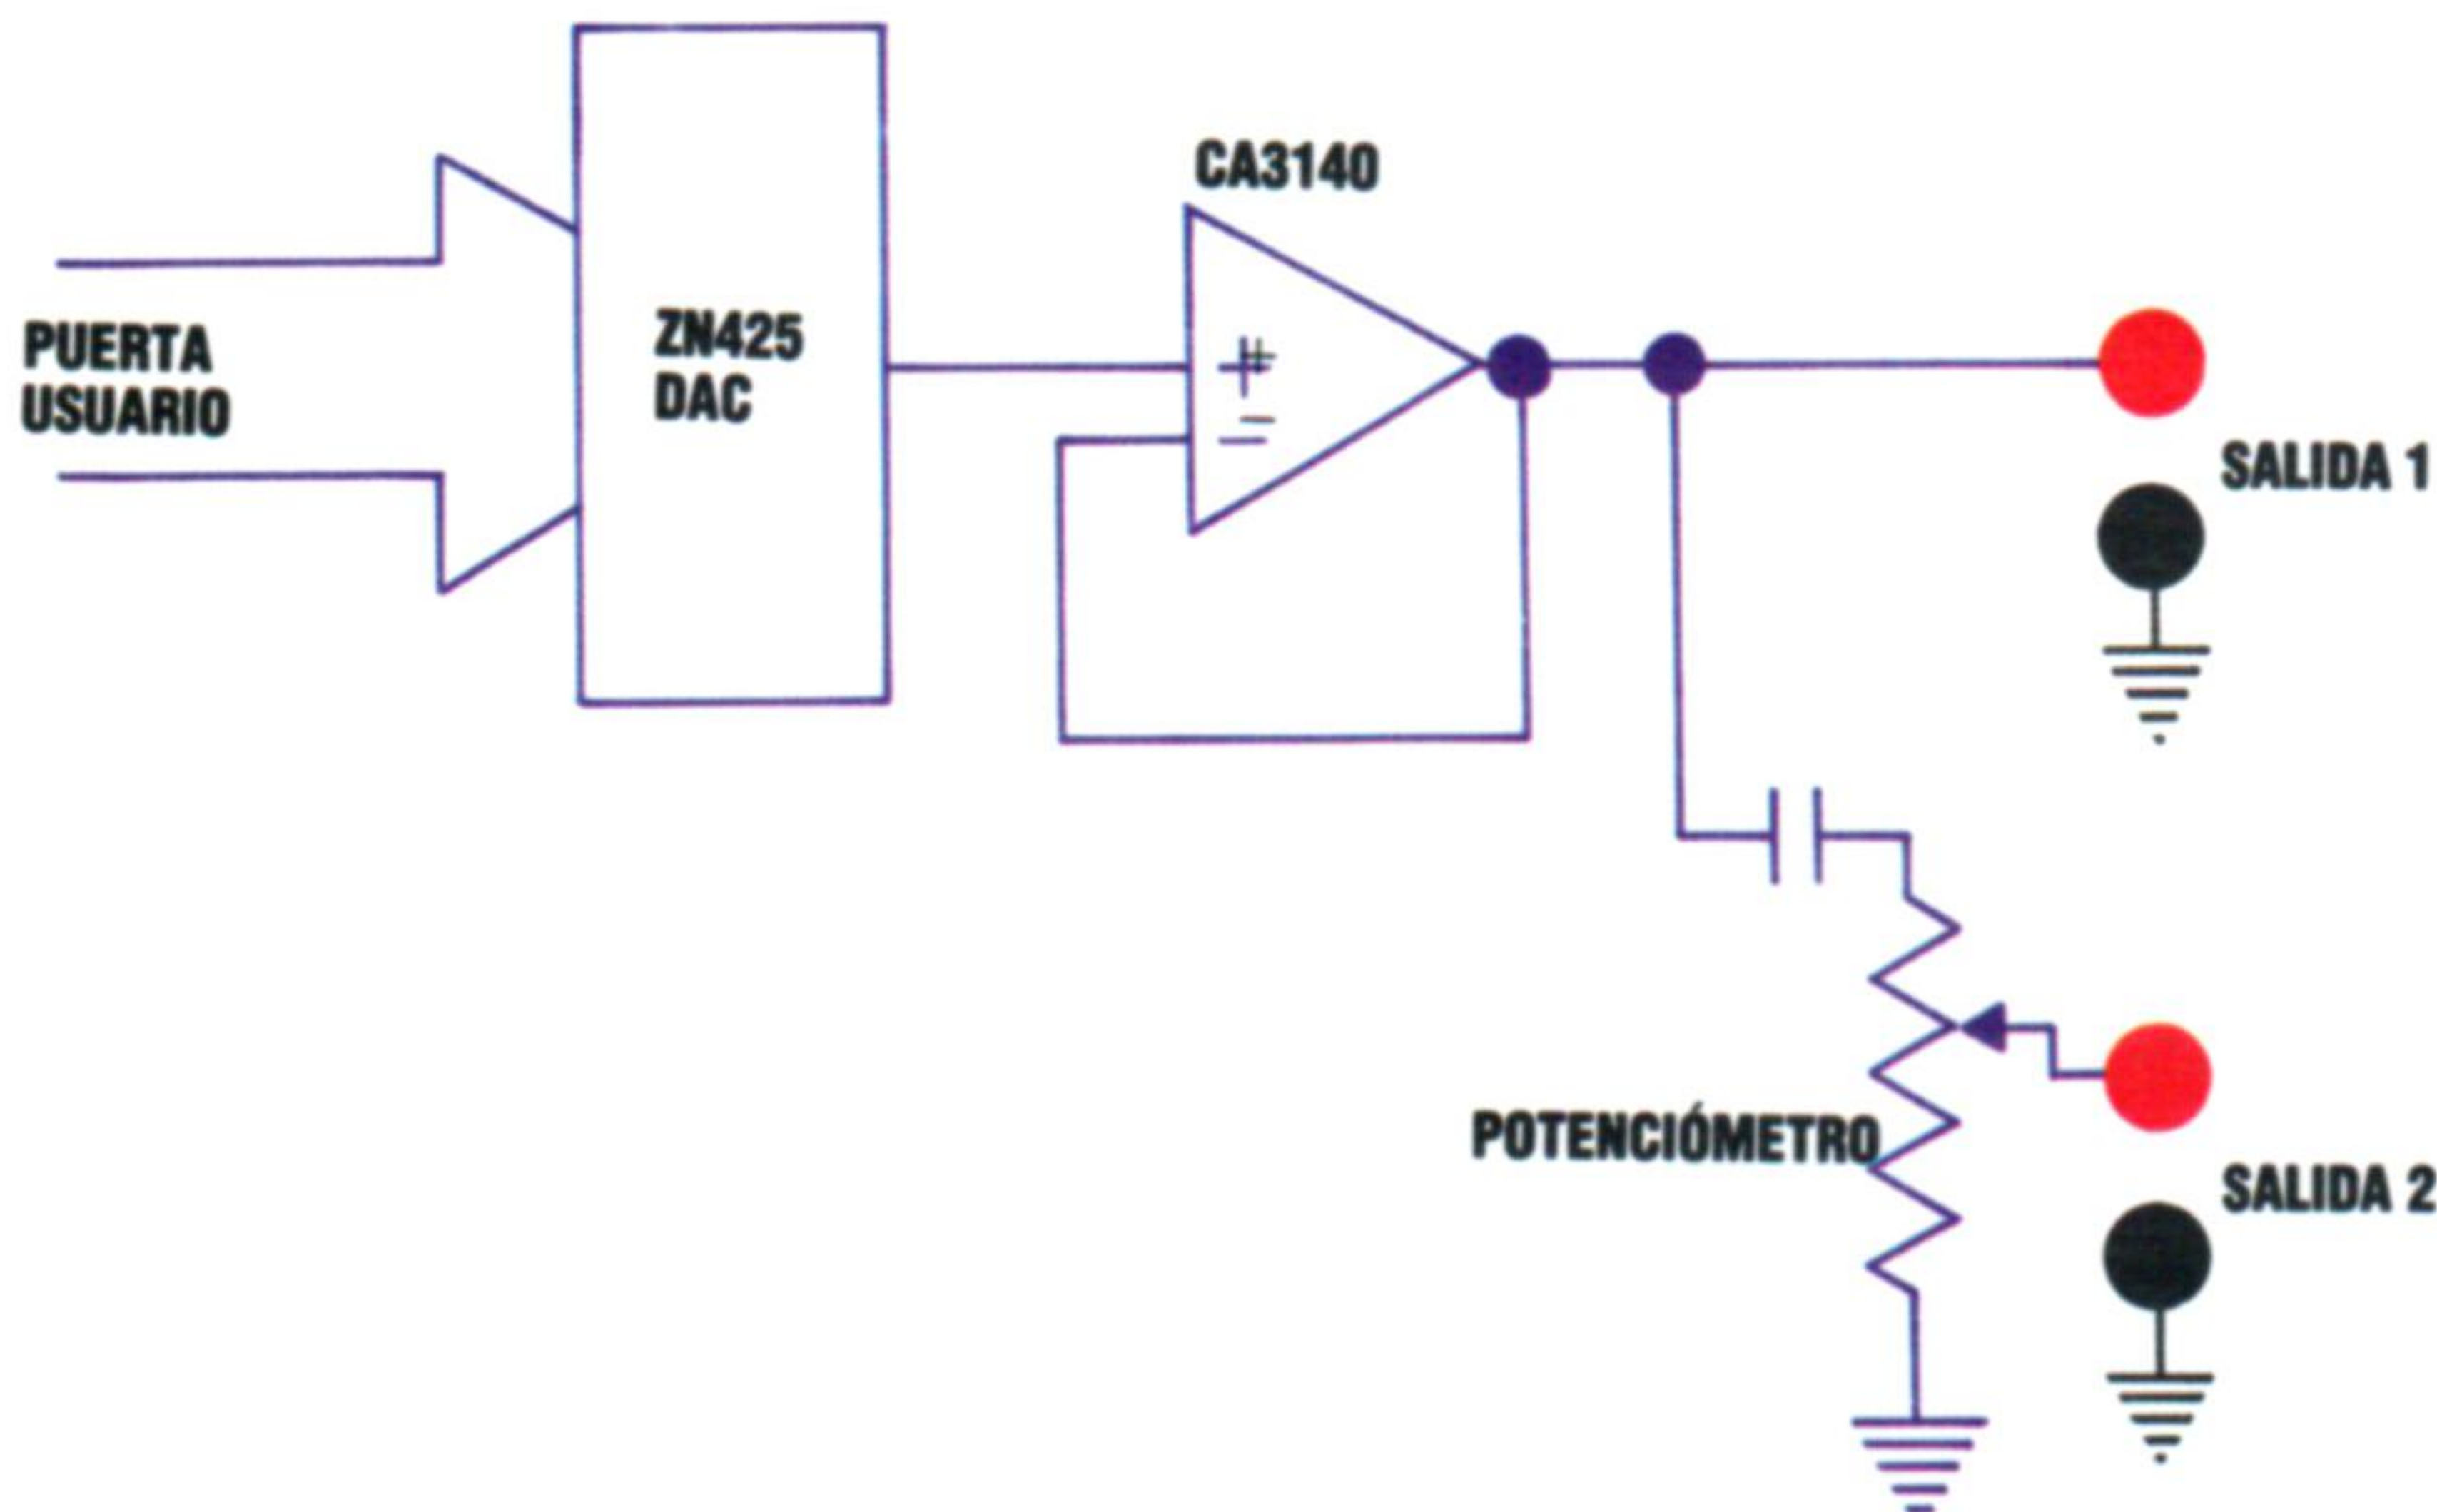 PUERTA
USUARIO
ZN425
DAC
CA3140
+
−
SALIDA 1
POTENCIÓMETRO
SALIDA 2